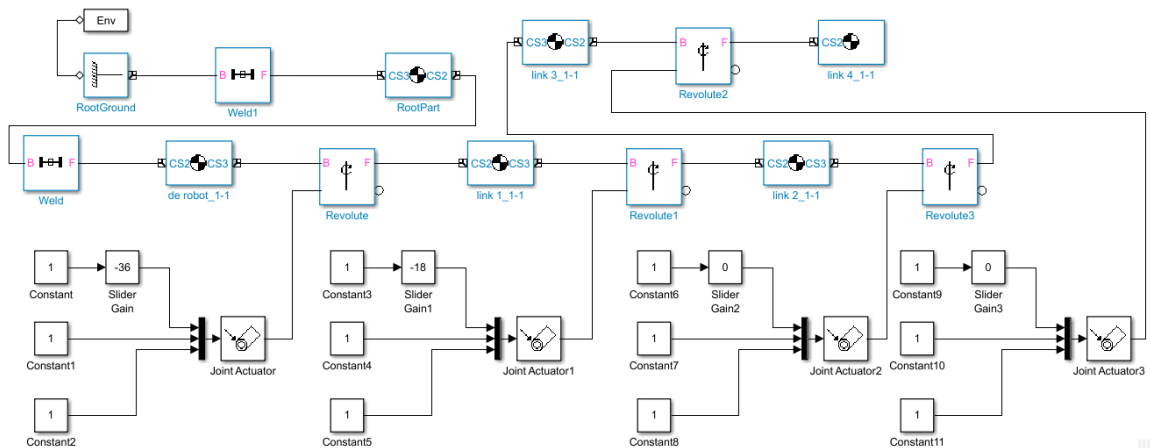 Env
RootGround
B F
Weld1
CS3 CS2
RootPart
CS3 CS2
link 3_1-1
B F
Revolute2
CS2
link 4_1-1
B F
Weld
CS2 CS3
de robot_1-1
B F
Revolute
CS2 CS3
link 1_1-1
B F
Revolute1
CS2 CS3
link 2_1-1
B F
Revolute3
1
Constant
-36
Slider
Gain
1
Constant3
-18
Slider
Gain1
1
Constant6
0
Slider
Gain2
1
Constant9
0
Slider
Gain3
1
Constant1
Joint Actuator
1
Constant4
Joint Actuator1
1
Constant7
Joint Actuator2
1
Constant10
Joint Actuator3
1
Constant2
1
Constant5
1
Constant8
1
Constant11